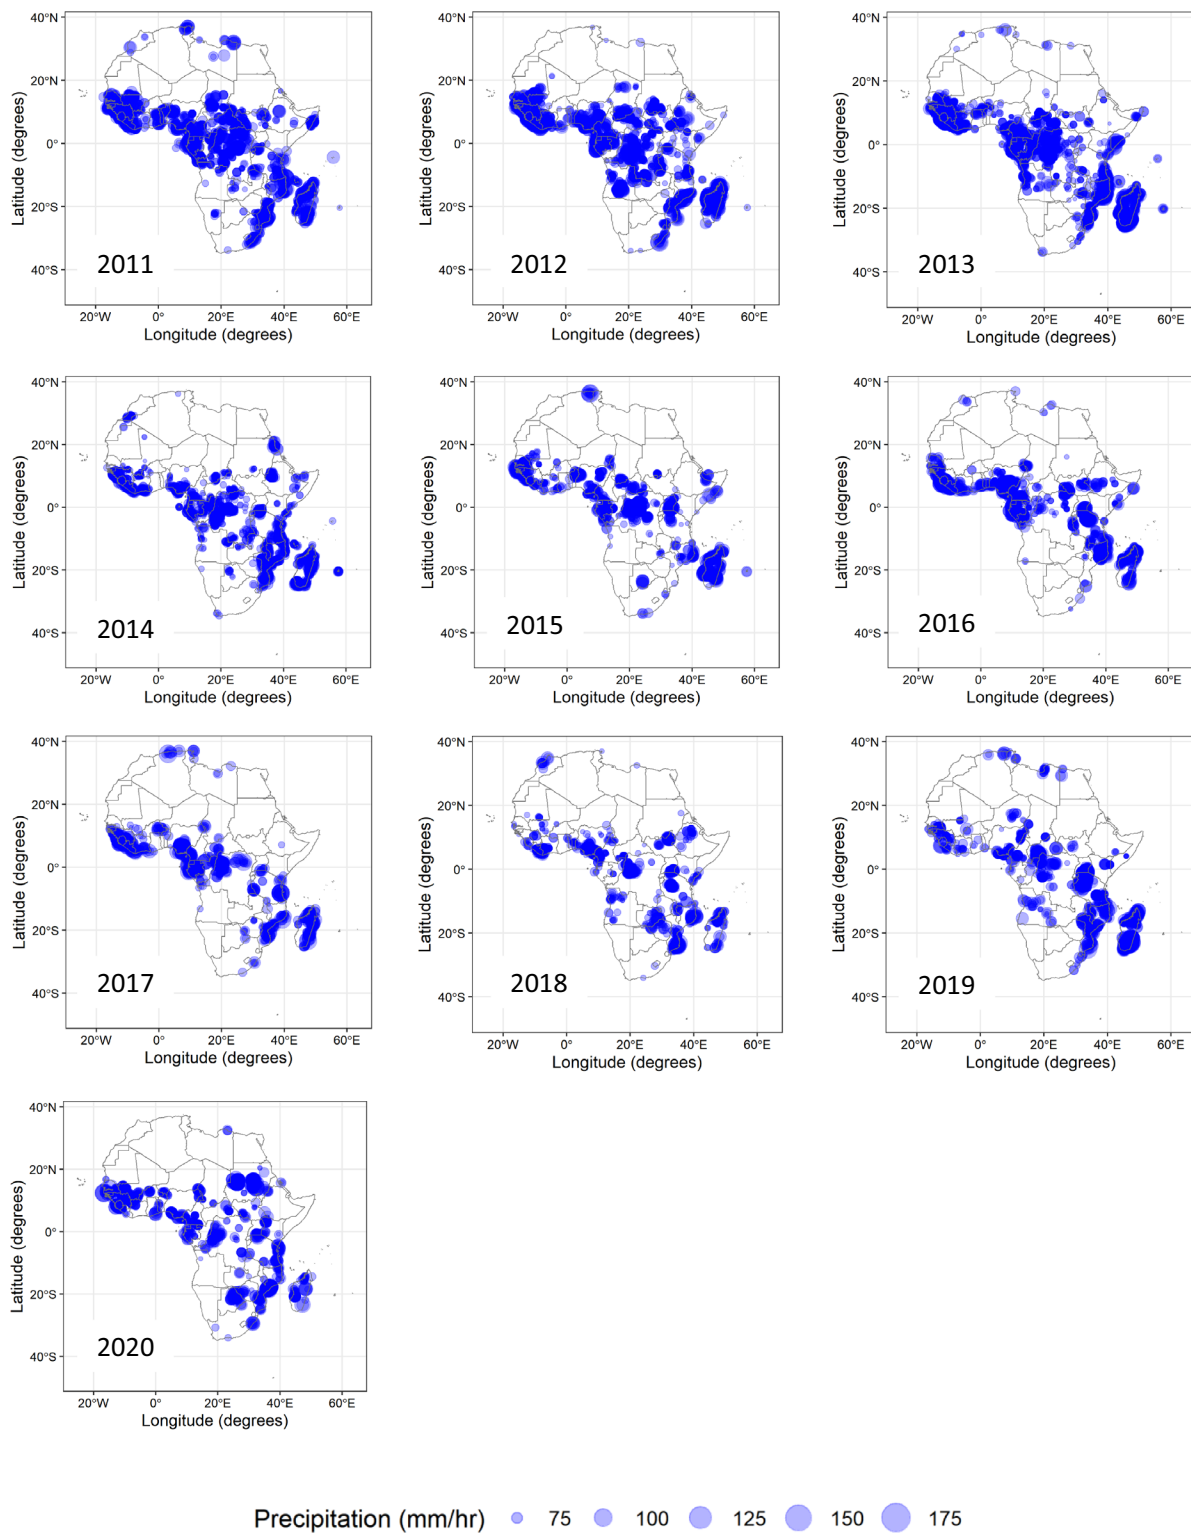 Latitude (degrees)
40°N
20°N
0°
20°S
40°S
2011
20°W 0° 20°E 40°E 60°E
Longitude (degrees)
Latitude (degrees)
40°N
20°N
0°
20°S
40°S
2012
20°W 0° 20°E 40°E 60°E
Longitude (degrees)
Latitude (degrees)
40°N
20°N
0°
20°S
40°S
2013
20°W 0° 20°E 40°E 60°E
Longitude (degrees)
Latitude (degrees)
40°N
20°N
0°
20°S
40°S
2014
20°W 0° 20°E 40°E 60°E
Longitude (degrees)
Latitude (degrees)
40°N
20°N
0°
20°S
40°S
2015
20°W 0° 20°E 40°E 60°E
Longitude (degrees)
Latitude (degrees)
40°N
20°N
0°
20°S
40°S
2016
20°W 0° 20°E 40°E 60°E
Longitude (degrees)
Latitude (degrees)
40°N
20°N
0°
20°S
40°S
2017
20°W 0° 20°E 40°E 60°E
Longitude (degrees)
Latitude (degrees)
40°N
20°N
0°
20°S
40°S
2018
20°W 0° 20°E 40°E 60°E
Longitude (degrees)
Latitude (degrees)
40°N
20°N
0°
20°S
40°S
2019
20°W 0° 20°E 40°E 60°E
Longitude (degrees)
Latitude (degrees)
40°N
20°N
0°
20°S
40°S
2020
20°W 0° 20°E 40°E 60°E
Longitude (degrees)
Precipitation (mm/hr) 75 100 125 150 175